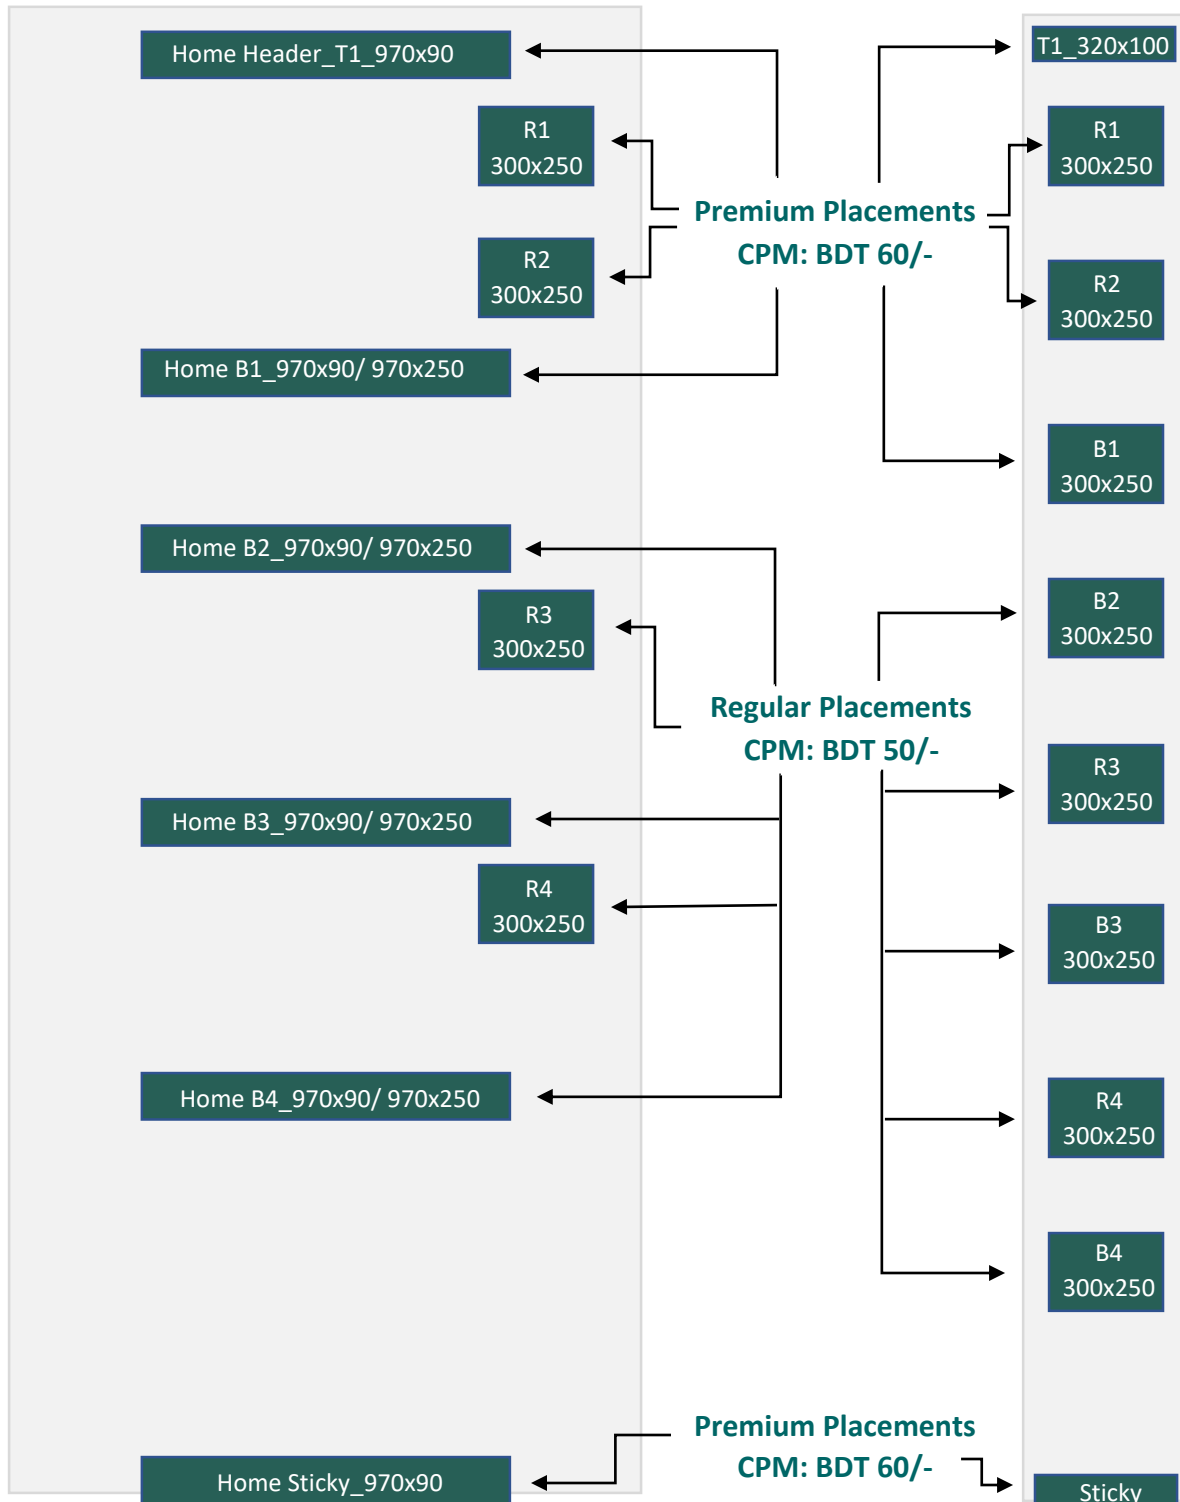 Home Header_T1_970x90
T1_320x100
R1
300x250
R1
300x250
Premium Placements
CPM: BDT 60/-
R2
300x250
R2
300x250
Home B1_970x90/ 970x250
B1
300x250
Home B2_970x90/ 970x250
R3
300x250
B2
300x250
Regular Placements
CPM: BDT 50/-
R3
300x250
Home B3_970x90/ 970x250
R4
300x250
B3
300x250
Home B4_970x90/ 970x250
R4
300x250
B4
300x250
Premium Placements
CPM: BDT 60/-
Home Sticky_970x90
Sticky